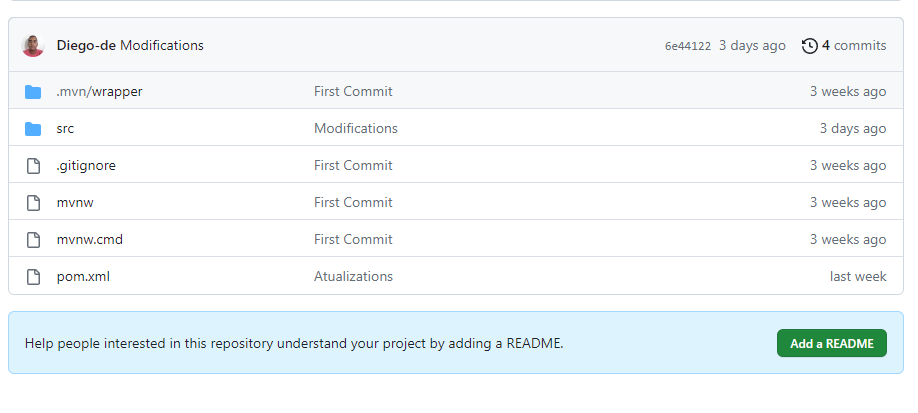 Diego-de Modifications 6e44122 3 days ago 4 commits
.mvn/wrapper First Commit 3 weeks ago
src Modifications 3 days ago
.gitignore First Commit 3 weeks ago
mvnw First Commit 3 weeks ago
mvnw.cmd First Commit 3 weeks ago
pom.xml Atualizations last week
Help people interested in this repository understand your project by adding a README. Add a README